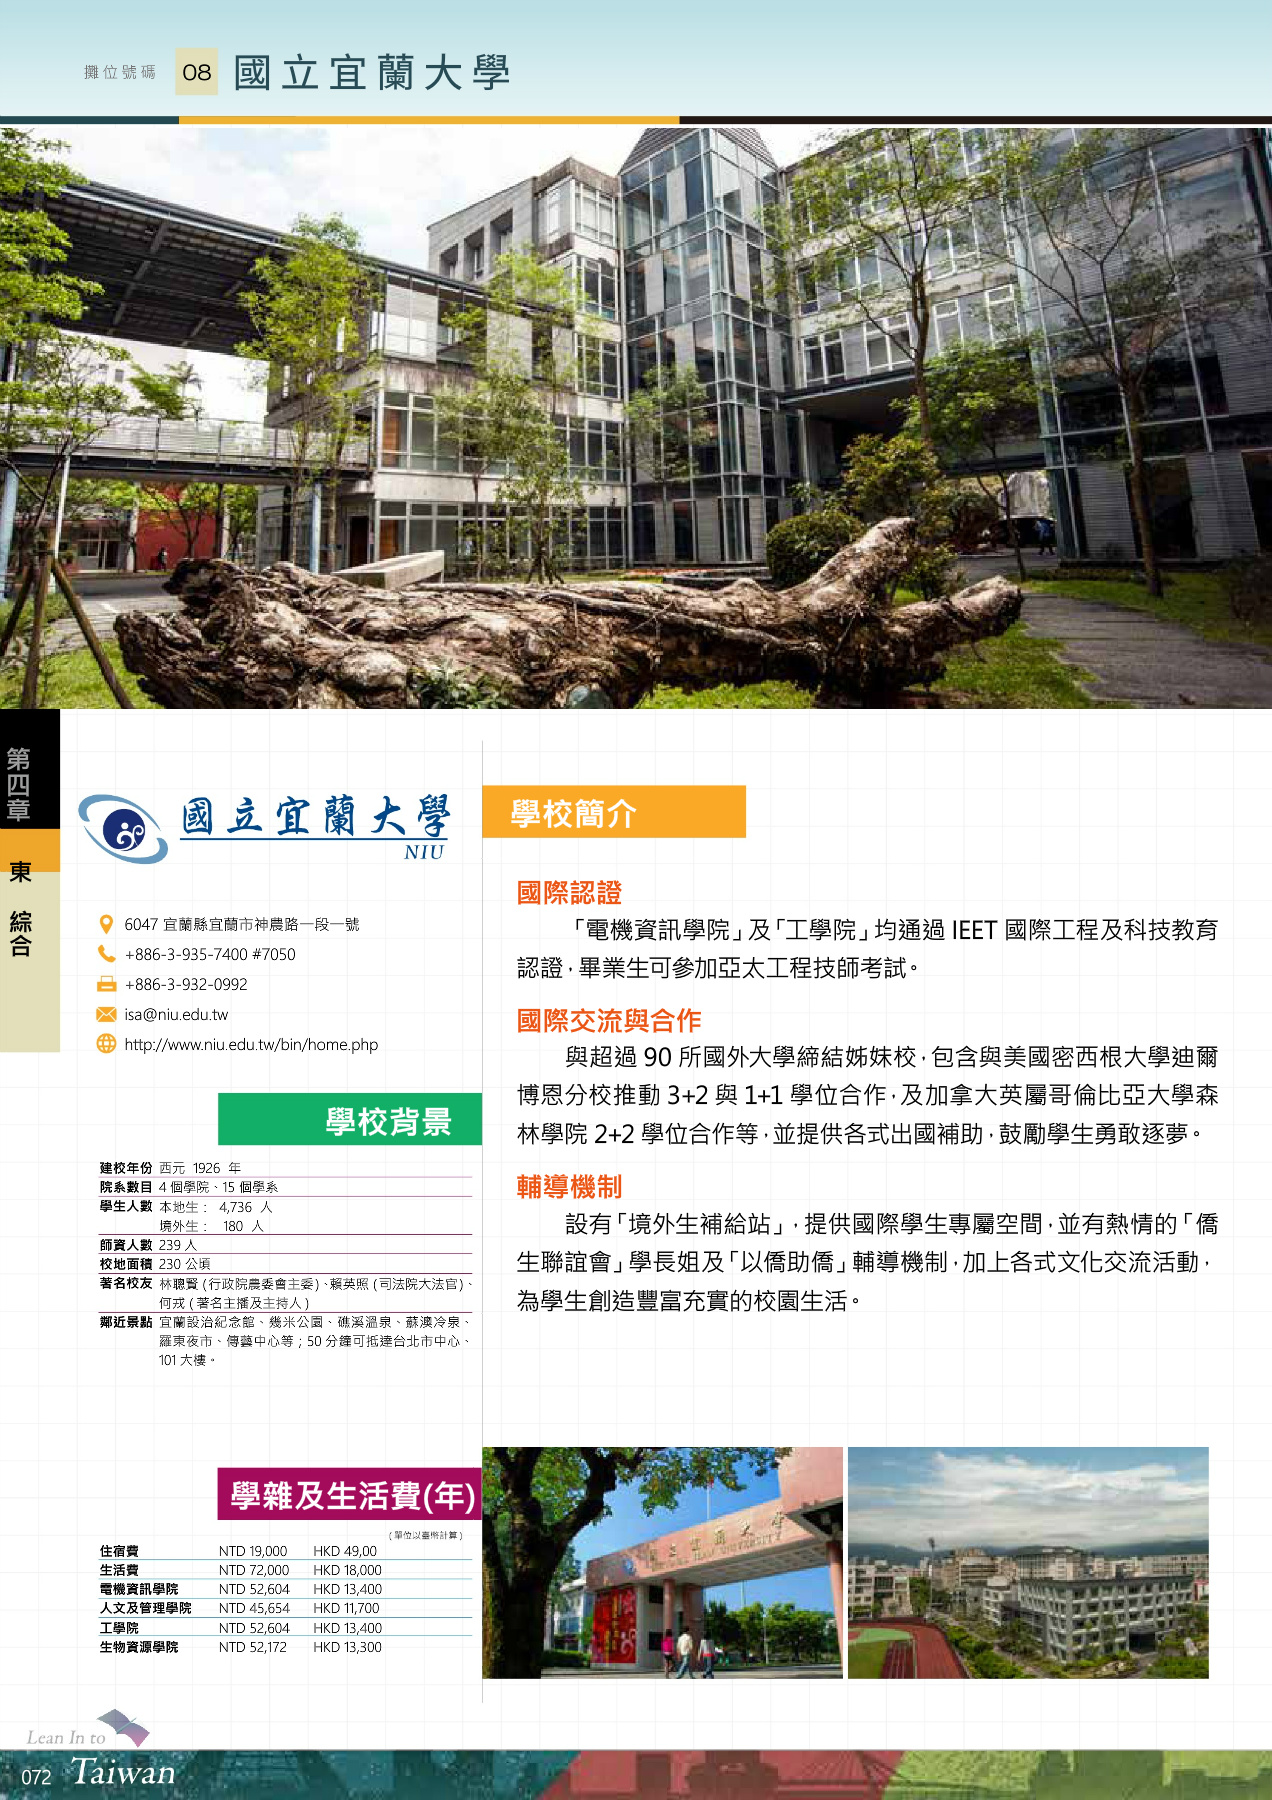 攤位號碼 08 國立宜蘭大學
第四章
東 綜合
國立宜蘭大學
NIU
6047 宜蘭縣宜蘭市神農路一段一號
+886-3-935-7400 #7050
+886-3-932-0992
isa@niu.edu.tw
http://www.niu.edu.tw/bin/home.php
學校背景
建校年份 西元 1926 年
院系數目 4 個學院、15 個學系
學生人數 本地生： 4,736 人
境外生： 180 人
師資人數 239 人
校地面積 230 公頃
著名校友 林聰賢 (行政院農委會主委)、賴英照 (司法院大法官)、
何戎 ( 著名主播及主持人 )
鄰近景點 宜蘭設治紀念館、幾米公園、礁溪溫泉、蘇澳冷泉、
羅東夜市、傳藝中心等；50 分鐘可抵達台北市中心、
101 大樓。
學雜及生活費(年)
( 單位以臺幣計算 )
住宿費 NTD 19,000 HKD 49,00
生活費 NTD 72,000 HKD 18,000
電機資訊學院 NTD 52,604 HKD 13,400
人文及管理學院 NTD 45,654 HKD 11,700
工學院 NTD 52,604 HKD 13,400
生物資源學院 NTD 52,172 HKD 13,300
學校簡介
國際認證
「電機資訊學院」及「工學院」均通過 IEET 國際工程及科技教育
認證，畢業生可參加亞太工程技師考試。
國際交流與合作
與超過 90 所國外大學締結姊妹校，包含與美國密西根大學迪爾
博恩分校推動 3+2 與 1+1 學位合作，及加拿大英屬哥倫比亞大學森
林學院 2+2 學位合作等，並提供各式出國補助，鼓勵學生勇敢逐夢。
輔導機制
設有「境外生補給站」，提供國際學生專屬空間，並有熱情的「僑
生聯誼會」學長姐及「以僑助僑」輔導機制，加上各式文化交流活動，
為學生創造豐富充實的校園生活。
國立宜蘭大學
Lean In to
072 Taiwan